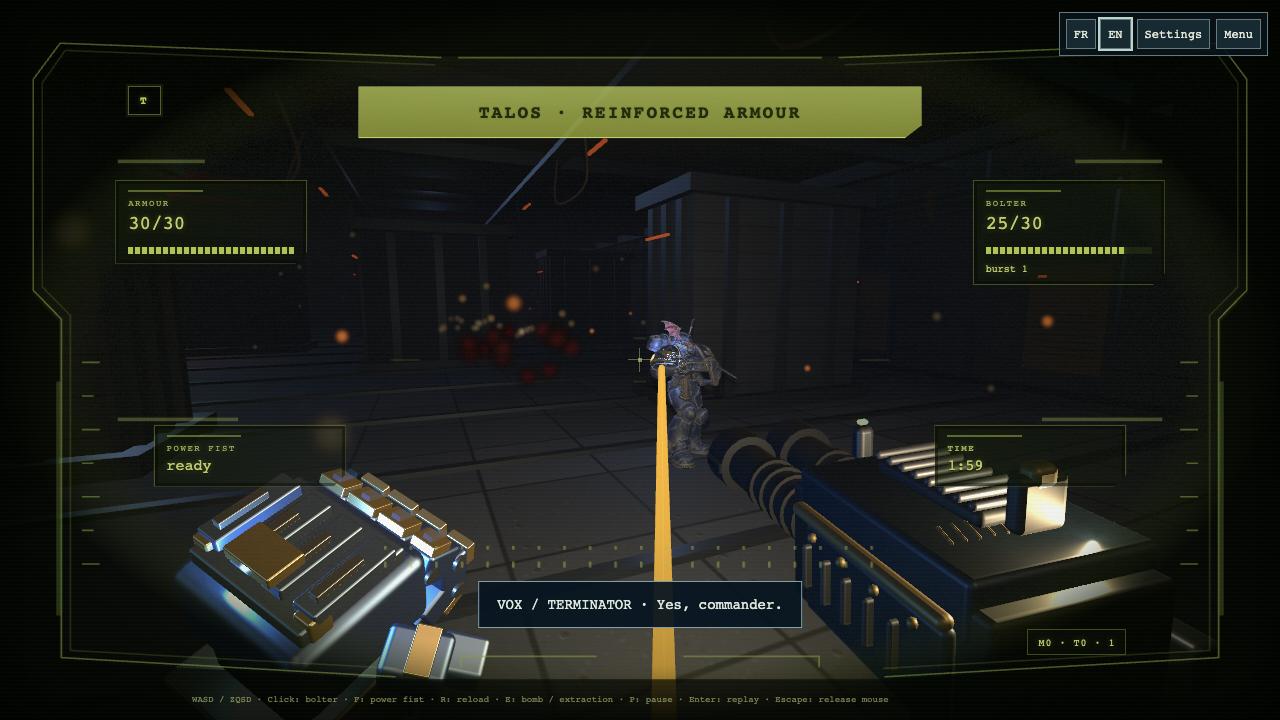 FR EN Settings Menu
T
TALOS · REINFORCED ARMOUR
ARMOUR
30/30
BOLTER
25/30
burst 1
POWER FIST
ready
TIME
1:59
VOX / TERMINATOR · Yes, commander.
M0 · T0 · 1
WASD / ZQSD · Click: bolter · F: power fist · R: reload · E: bomb / extraction · P: pause · Enter: replay · Escape: release mouse